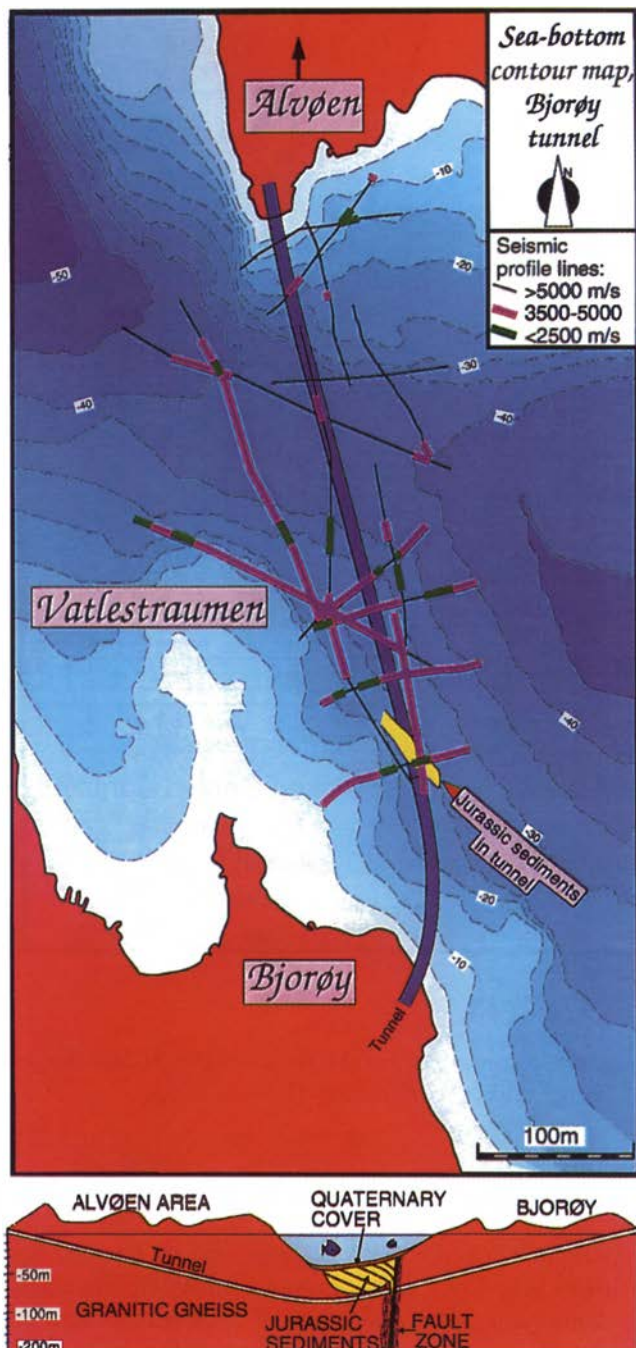 Sea-bottom
contour map,
Bjorøy
tunnel
N
Seismic
profile lines:
>5000 m/s
3500-5000
<2500 m/s
Alvøen
-10
-20
-50
-30
-40
-40
Vatlestraumen
-40
Jurassic sediments
in tunnel
-30
-20
-10
Bjorøy
Tunnel
100m
ALVØEN AREA
QUATERNARY
COVER
BJORØY
Tunnel
-50m
-100m
GRANITIC GNEISS
JURASSIC
SEDIMENTS
FAULT
ZONE
-200m